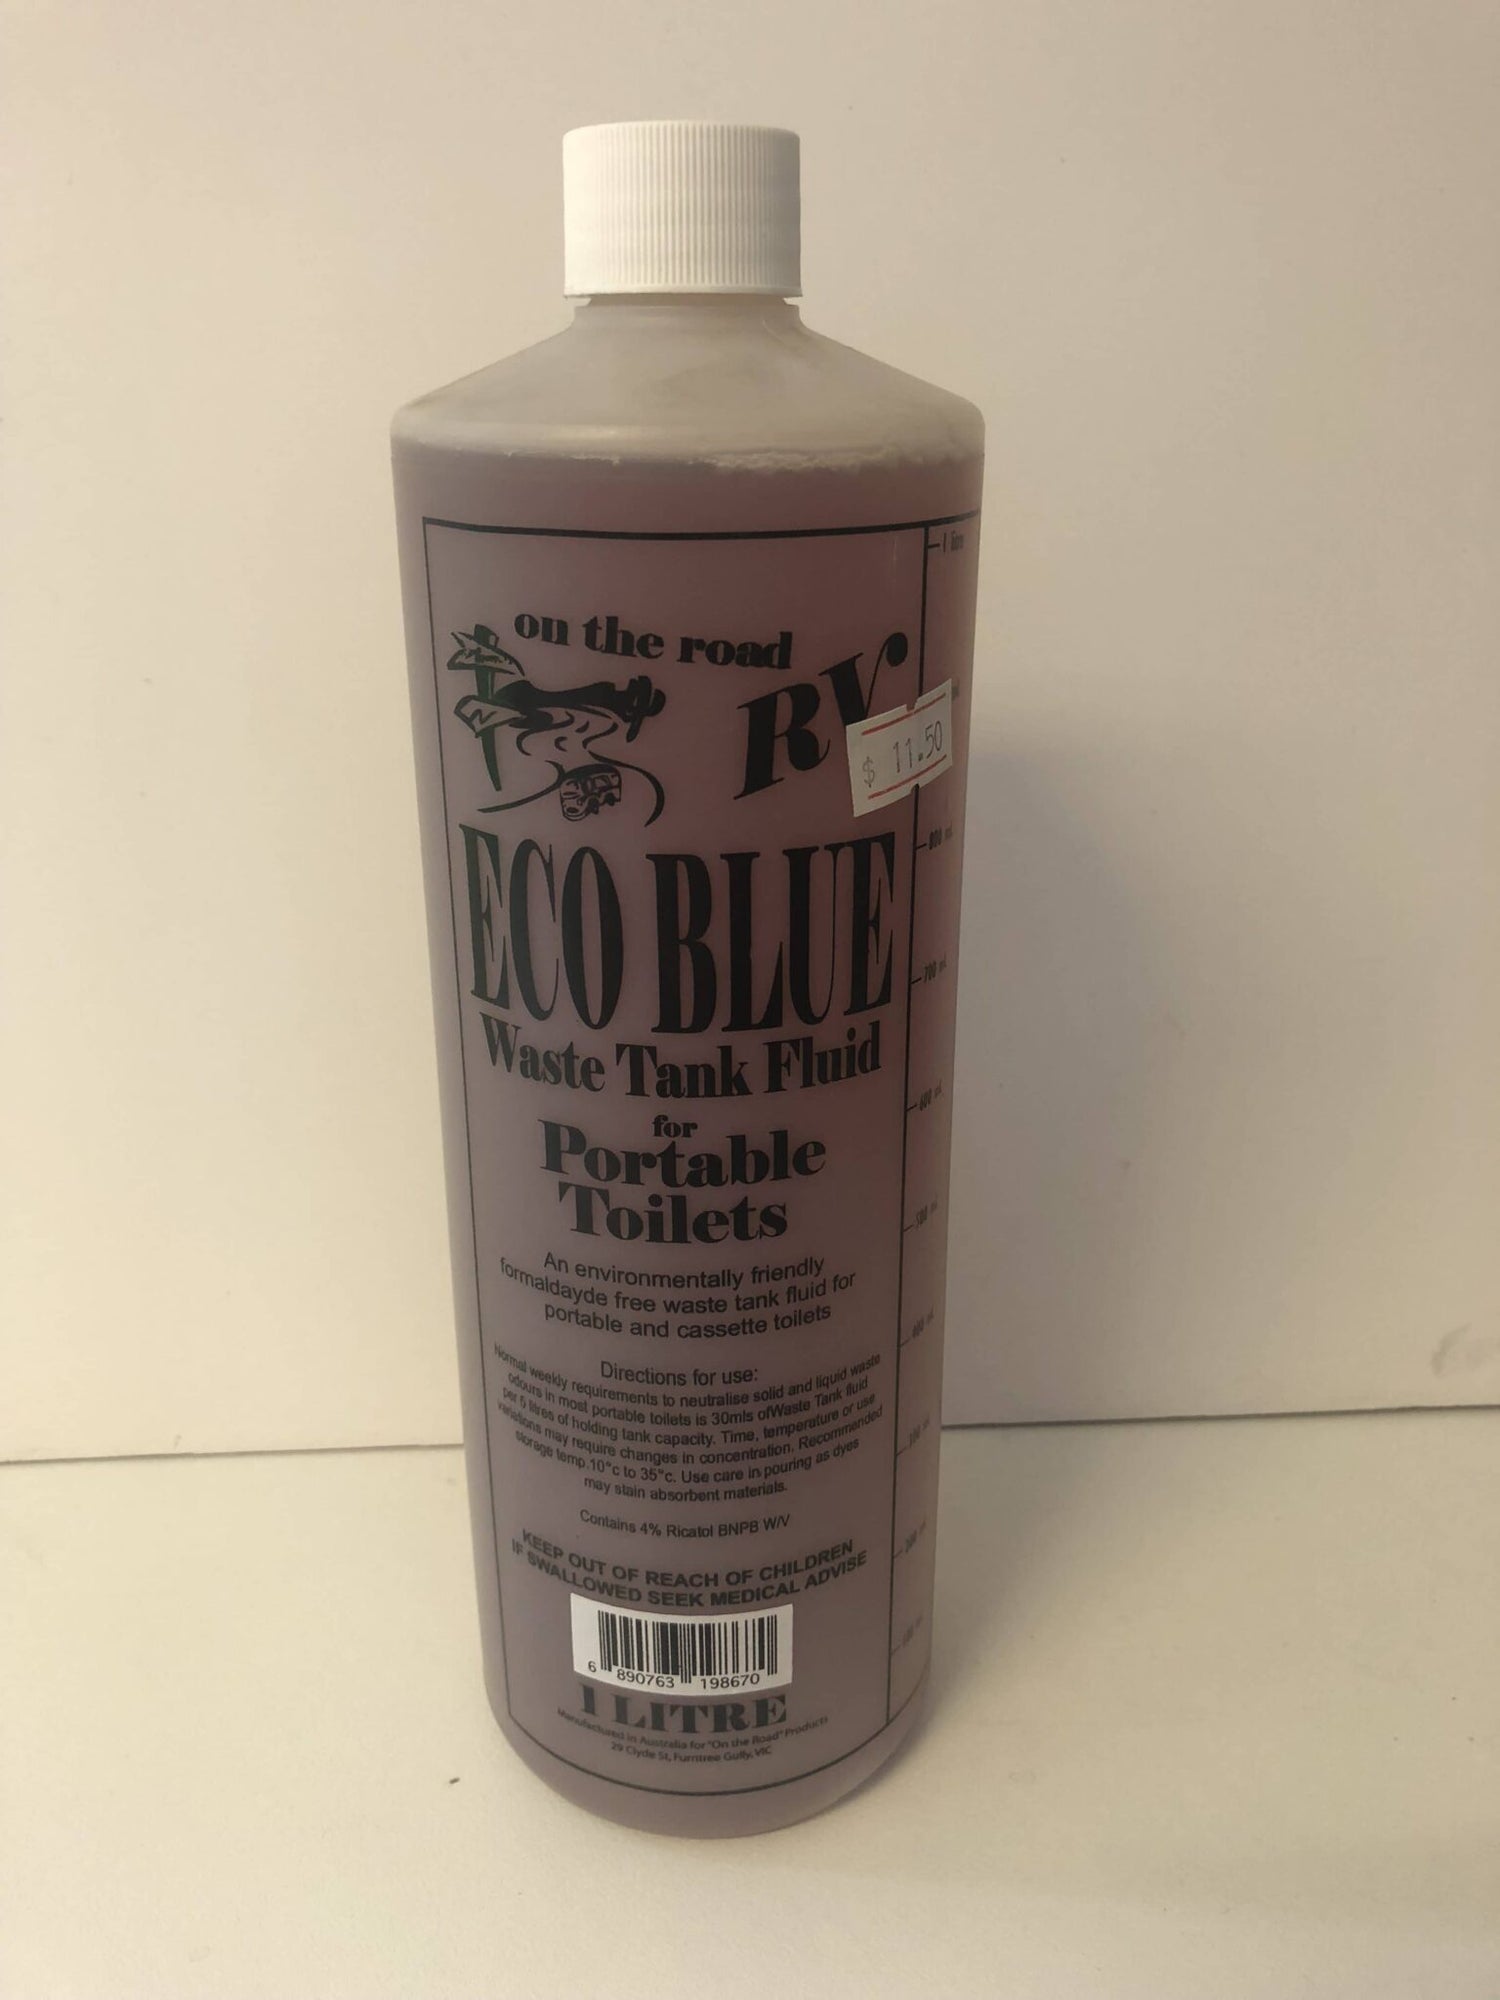 on the road
RV
$ 11.50
ECO BLUE
Waste Tank Fluid
for
Portable
Toilets
An environmentally friendly
formaldayde free waste tank fluid for
portable and cassette toilets
Directions for use:
Normal weekly requirements to neutralise solid and liquid waste
odours in most portable toilets is 30mls ofWaste Tank fluid
per 5 litres of holding tank capacity. Time, temperature or use
variations may require changes in concentration. Recommended
storage temp.10°c to 35°c. Use care in pouring as dyes
may stain absorbent materials.
Contains 4% Ricatol BNPB W/V
KEEP OUT OF REACH OF CHILDREN
IF SWALLOWED SEEK MEDICAL ADVISE
6 890763 198670
1 LITRE
Manufactured in Australia for "On the Road" Products
29 Clyde St, Furntree Gully, VIC
1 litre
800 ml
700 ml
600 ml
500 ml
400 ml
200 ml